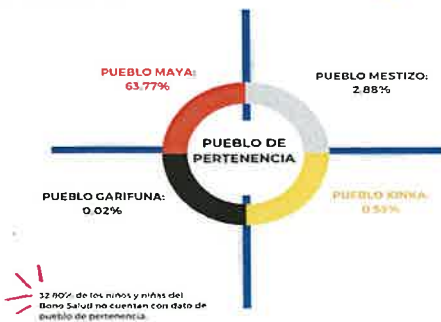 PUEBLO MAYA:
63.77%
PUEBLO MESTIZO:
2.88%
PUEBLO DE
PERTENENCIA
PUEBLO GARIFUNA:
0.02%
PUEBLO XINKA:
0.53%
32.80% de los niños y niñas del
Bono Salud no cuentan con dato de
pueblo de pertenencia.